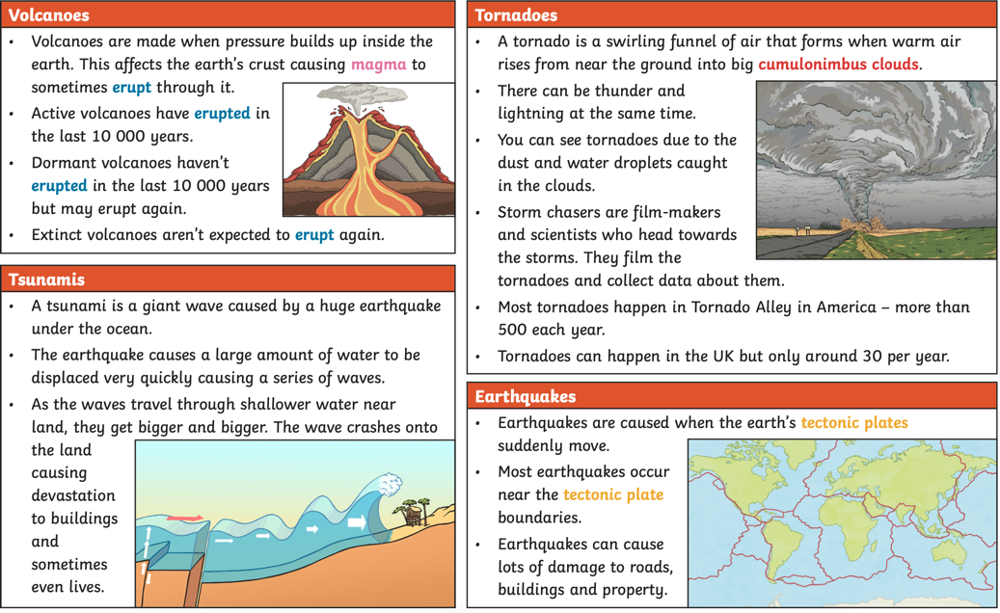 Volcanoes
• Volcanoes are made when pressure builds up inside the
earth. This affects the earth's crust causing magma to
sometimes erupt through it.
• Active volcanoes have erupted in
the last 10 000 years.
• Dormant volcanoes haven't
erupted in the last 10 000 years
but may erupt again.
• Extinct volcanoes aren't expected to erupt again.
Tsunamis
• A tsunami is a giant wave caused by a huge earthquake
under the ocean.
• The earthquake causes a large amount of water to be
displaced very quickly causing a series of waves.
• As the waves travel through shallower water near
land, they get bigger and bigger. The wave crashes onto
the land
causing
devastation
to buildings
and
sometimes
even lives.
Tornadoes
• A tornado is a swirling funnel of air that forms when warm air
rises from near the ground into big cumulonimbus clouds.
• There can be thunder and
lightning at the same time.
• You can see tornadoes due to the
dust and water droplets caught
in the clouds.
• Storm chasers are film-makers
and scientists who head towards
the storms. They film the
tornadoes and collect data about them.
• Most tornadoes happen in Tornado Alley in America – more than
500 each year.
• Tornadoes can happen in the UK but only around 30 per year.
Earthquakes
• Earthquakes are caused when the earth's tectonic plates
suddenly move.
• Most earthquakes occur
near the tectonic plate
boundaries.
• Earthquakes can cause
lots of damage to roads,
buildings and property.